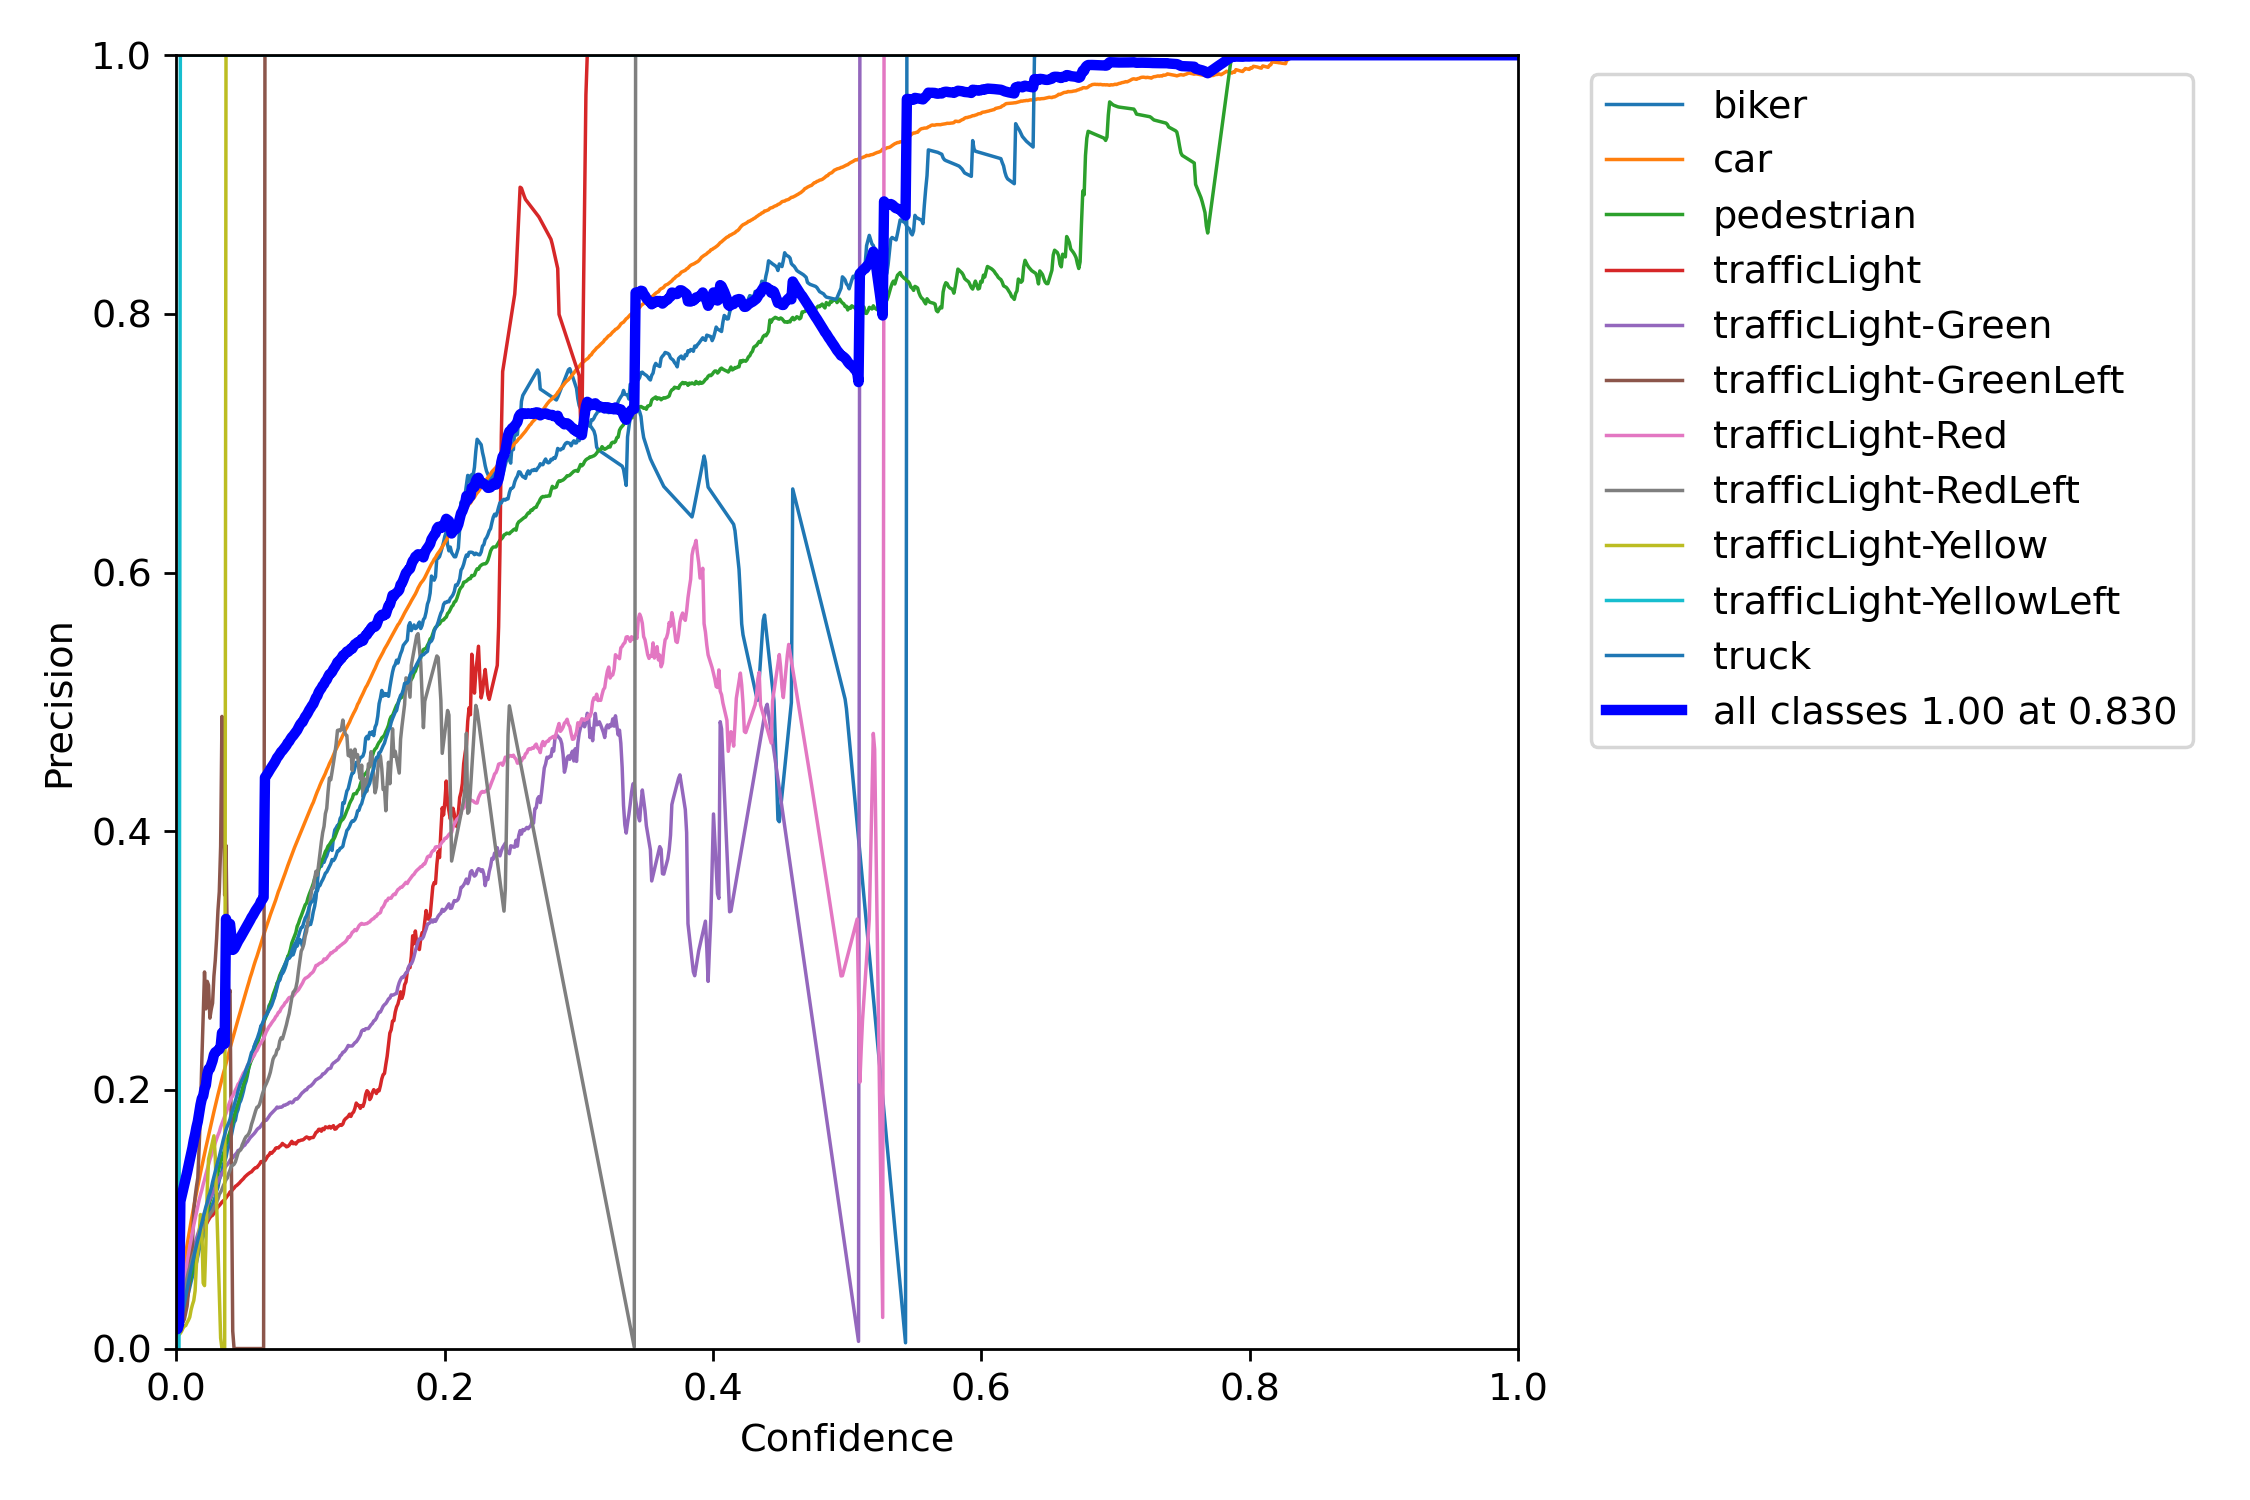 1.0
0.8
0.6
0.4
0.2
0.0
Precision
0.0 0.2 0.4 0.6 0.8 1.0
Confidence
biker
car
pedestrian
trafficLight
trafficLight-Green
trafficLight-GreenLeft
trafficLight-Red
trafficLight-RedLeft
trafficLight-Yellow
trafficLight-YellowLeft
truck
all classes 1.00 at 0.830